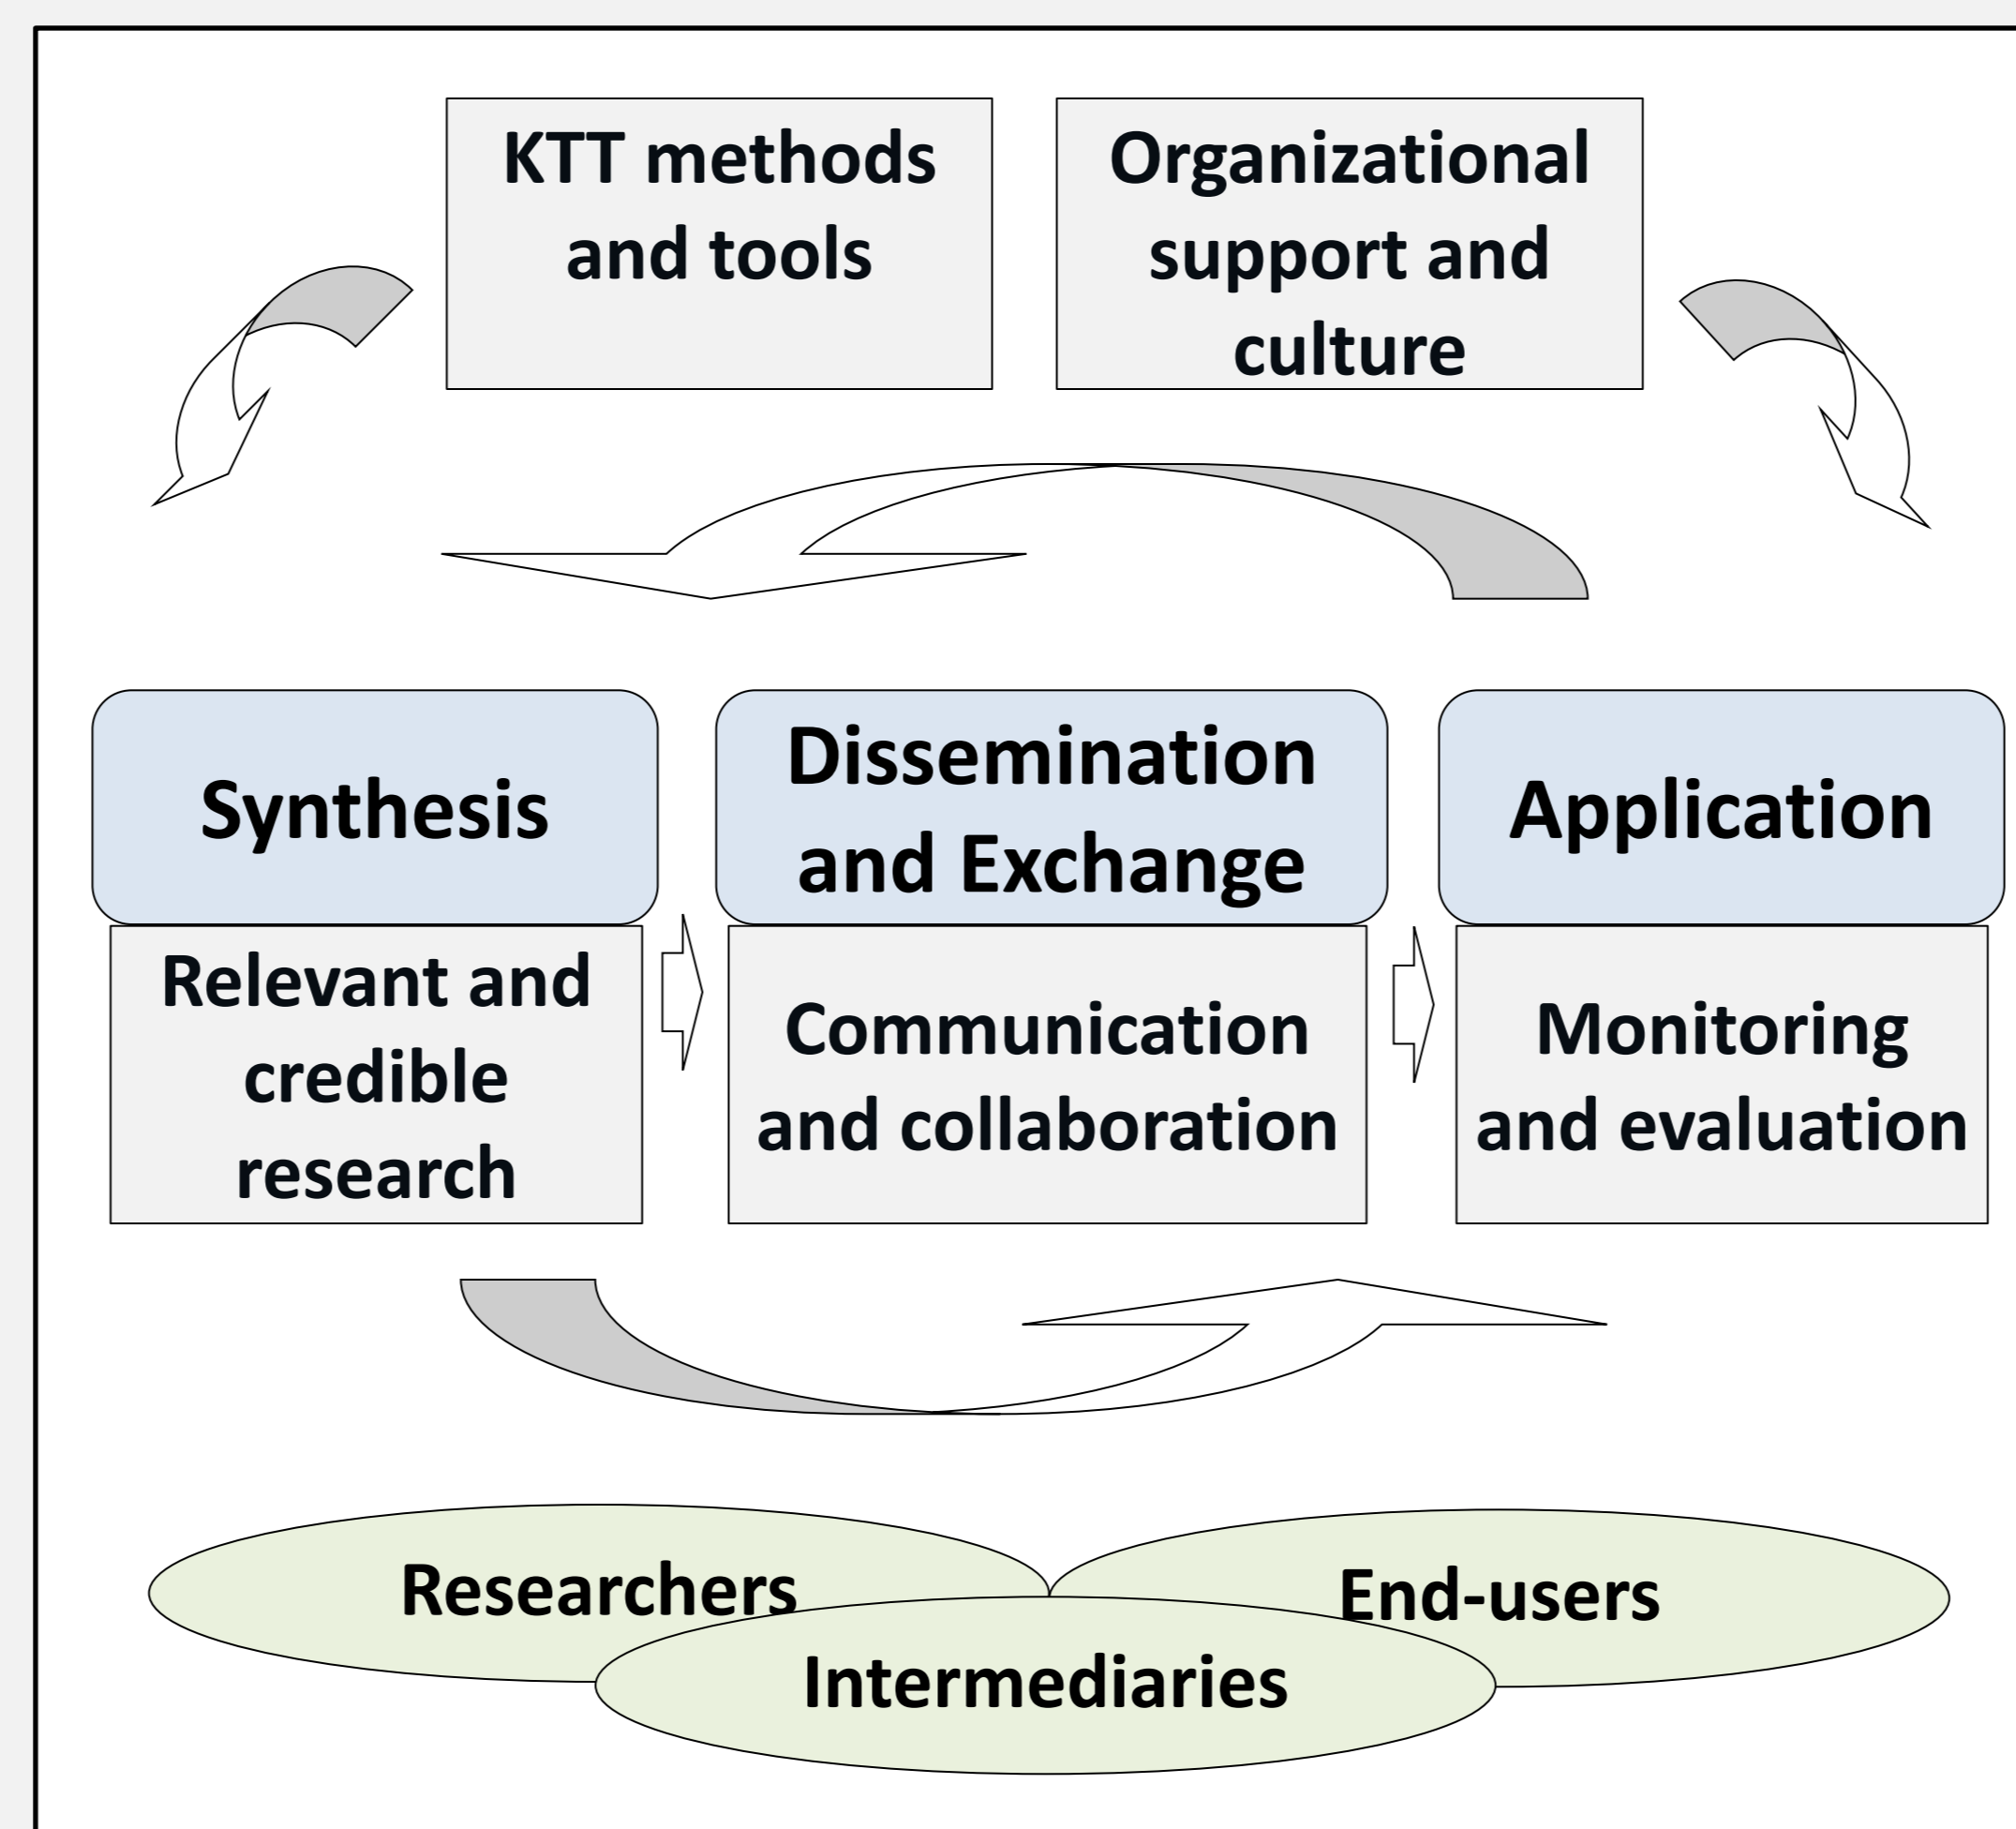 KTT methods
and tools
Organizational
support and
culture
Synthesis
Dissemination
and Exchange
Application
Relevant and
credible
research
Communication
and collaboration
Monitoring
and evaluation
Researchers
End-users
Intermediaries